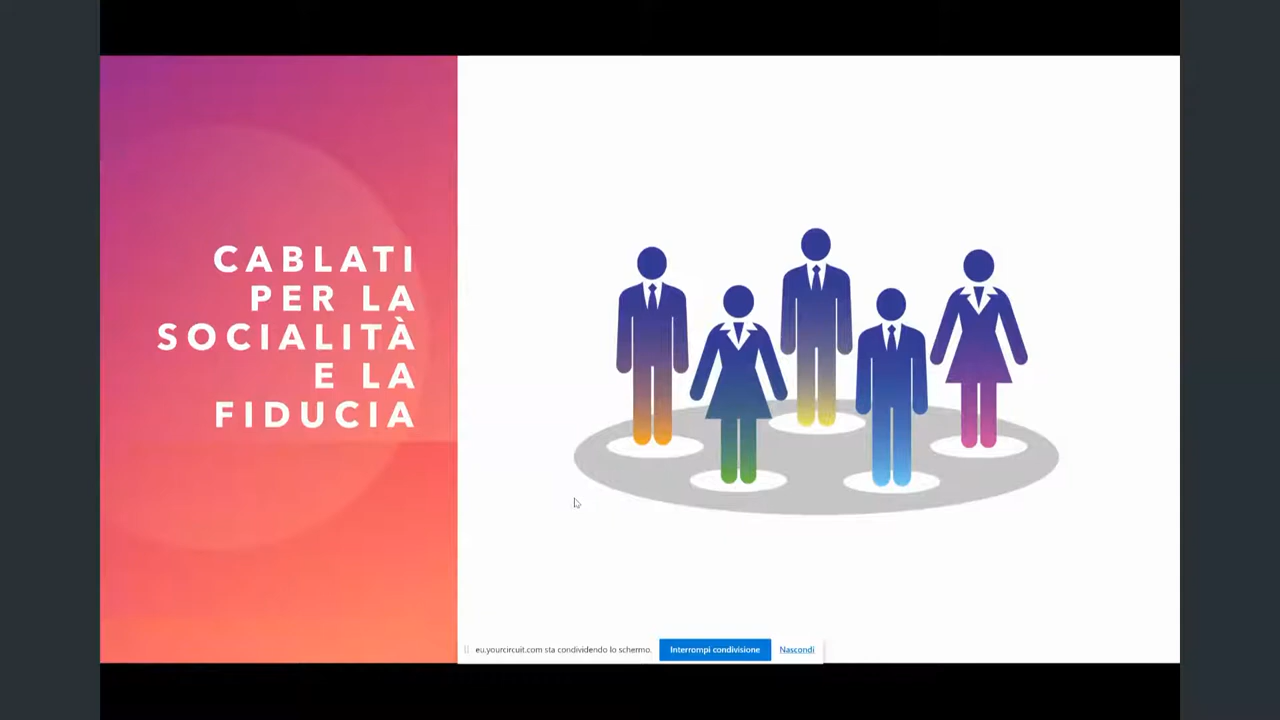 CABLATI
PER LA
SOCIALITÀ
E LA
FIDUCIA
eu.yourcircuit.com sta condividendo lo schermo. Interrompi condivisione Nascondi